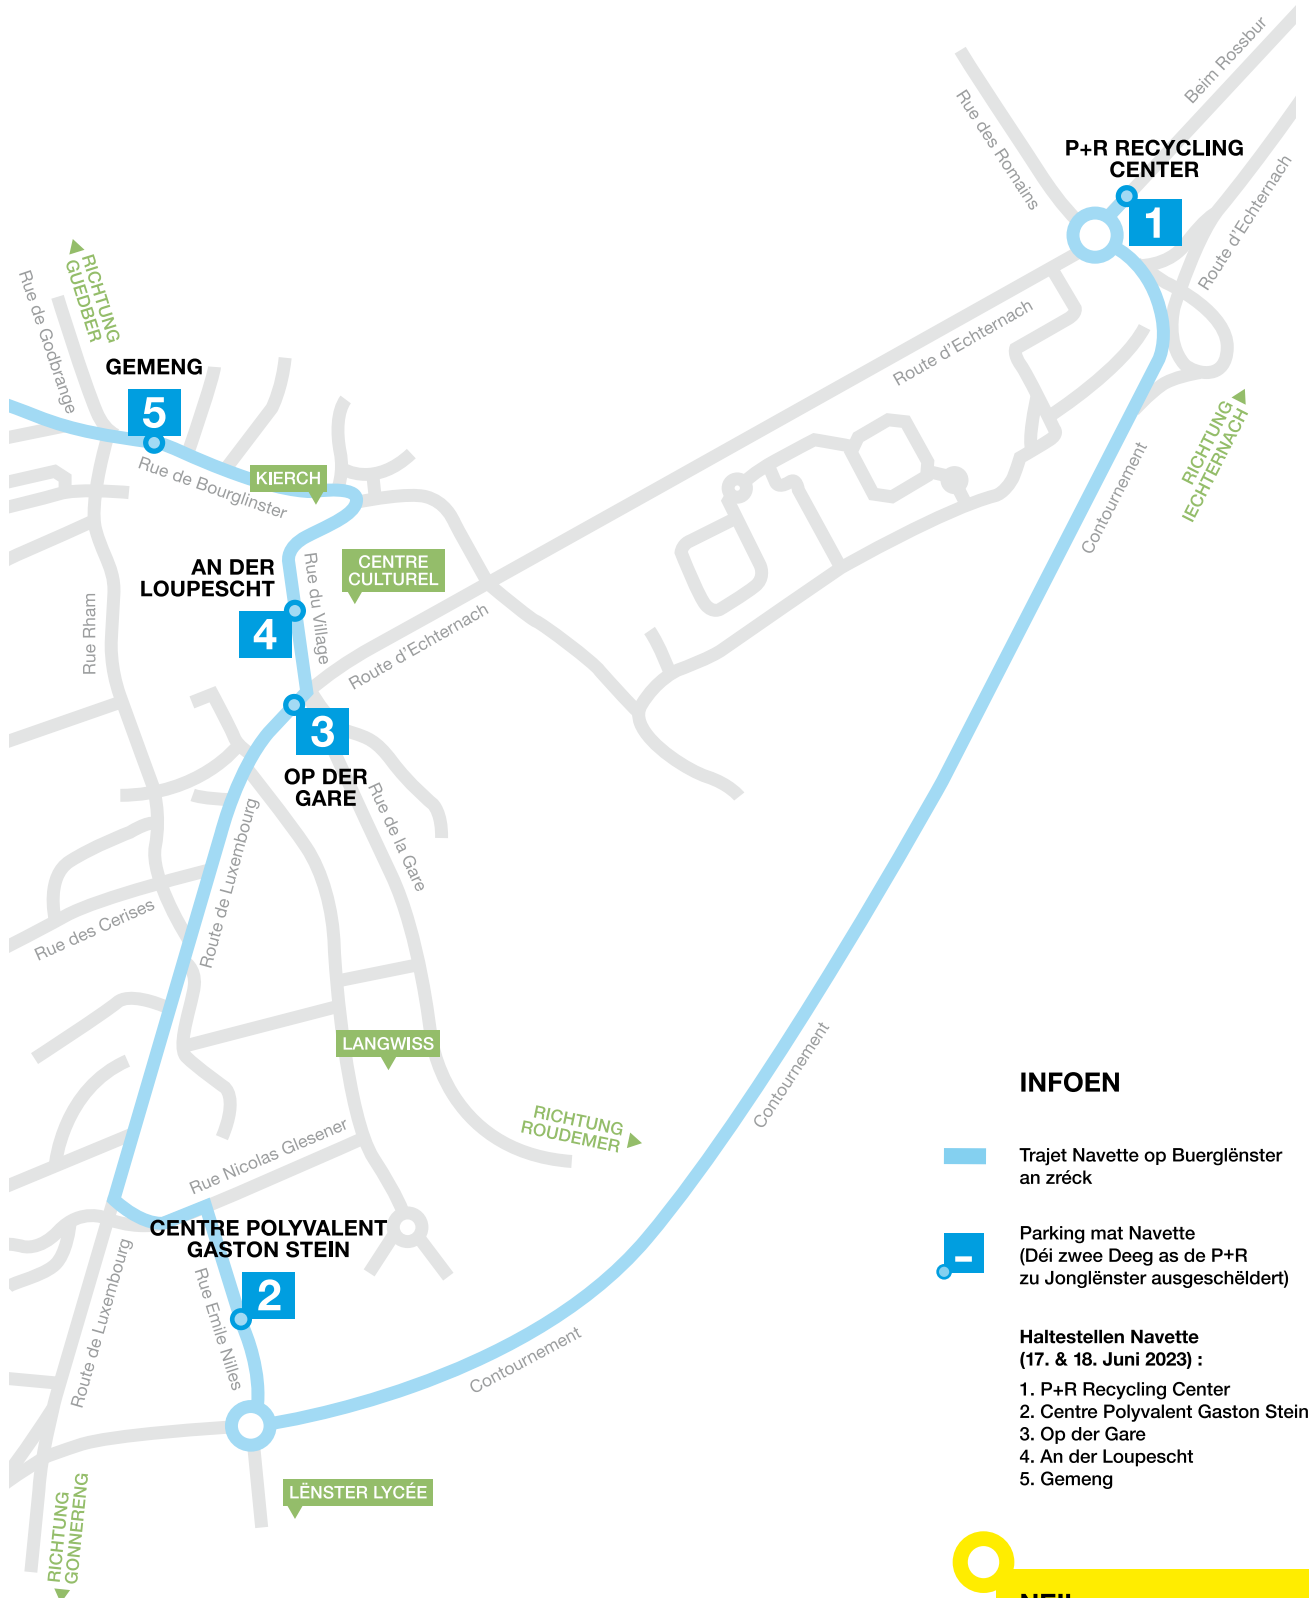 Beim Rossbur
Rue des Romains
P+R RECYCLING
CENTER
1
Route d'Echternach
RICHTUNG
GUEDBER
Rue de Godbrange
Route d'Echternach
GEMENG
5
RICHTUNG
IECHTERNACH
Rue de Bourglinster
KIERCH
Contournement
AN DER
LOUPESCHT
4
Rue du Village
CENTRE
CULTUREL
Rue Rham
Route d'Echternach
3
OP DER
GARE
Rue de la Gare
Route de Luxembourg
Rue des Cerises
LANGWISS
Contournement
RICHTUNG
ROUDEMER
Rue Nicolas Glesener
CENTRE POLYVALENT
GASTON STEIN
2
Rue Emile Nilles
Route de Luxembourg
Contournement
LËNSTER LYCÉE
RICHTUNG
GONNERENG
INFOEN
Trajet Navette op Buerglënster
an zréck
Parking mat Navette
(Déi zwee Deeg as de P+R
zu Jonglënster ausgeschëldert)
Haltestellen Navette
(17. & 18. Juni 2023) :
1. P+R Recycling Center
2. Centre Polyvalent Gaston Stein
3. Op der Gare
4. An der Loupescht
5. Gemeng